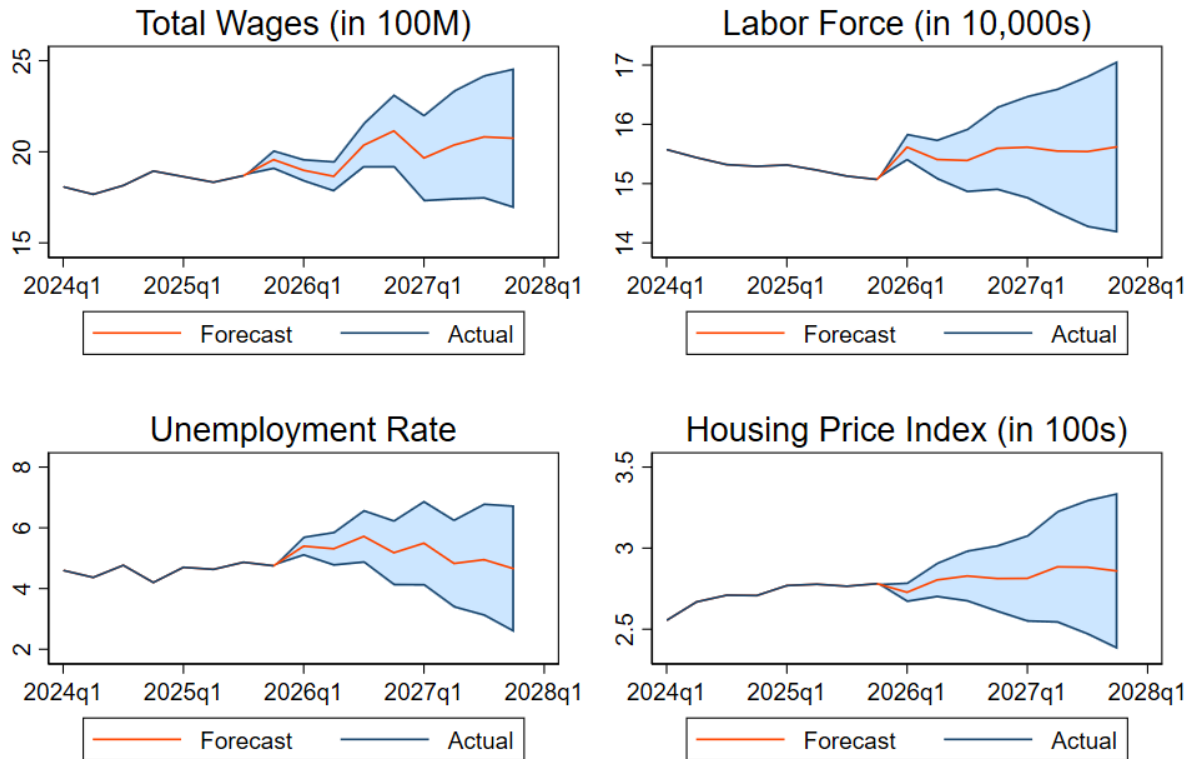 Total Wages (in 100M)
25
20
15
2024q1 2025q1 2026q1 2027q1 2028q1
Forecast Actual
Labor Force (in 10,000s)
17
16
15
14
2024q1 2025q1 2026q1 2027q1 2028q1
Forecast Actual
Unemployment Rate
8
6
4
2
2024q1 2025q1 2026q1 2027q1 2028q1
Forecast Actual
Housing Price Index (in 100s)
3.5
3
2.5
2024q1 2025q1 2026q1 2027q1 2028q1
Forecast Actual